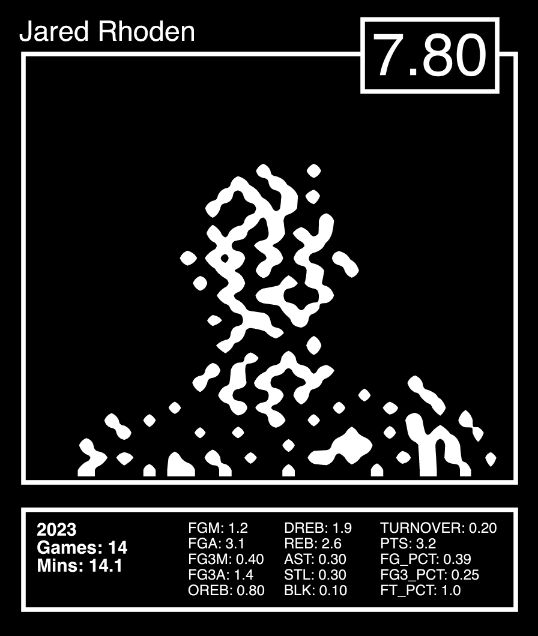 Jared Rhoden
7.80
2023
Games: 14
Mins: 14.1
FGM: 1.2
FGA: 3.1
FG3M: 0.40
FG3A: 1.4
OREB: 0.80
DREB: 1.9
REB: 2.6
AST: 0.30
STL: 0.30
BLK: 0.10
TURNOVER: 0.20
PTS: 3.2
FG_PCT: 0.39
FG3_PCT: 0.25
FT_PCT: 1.0